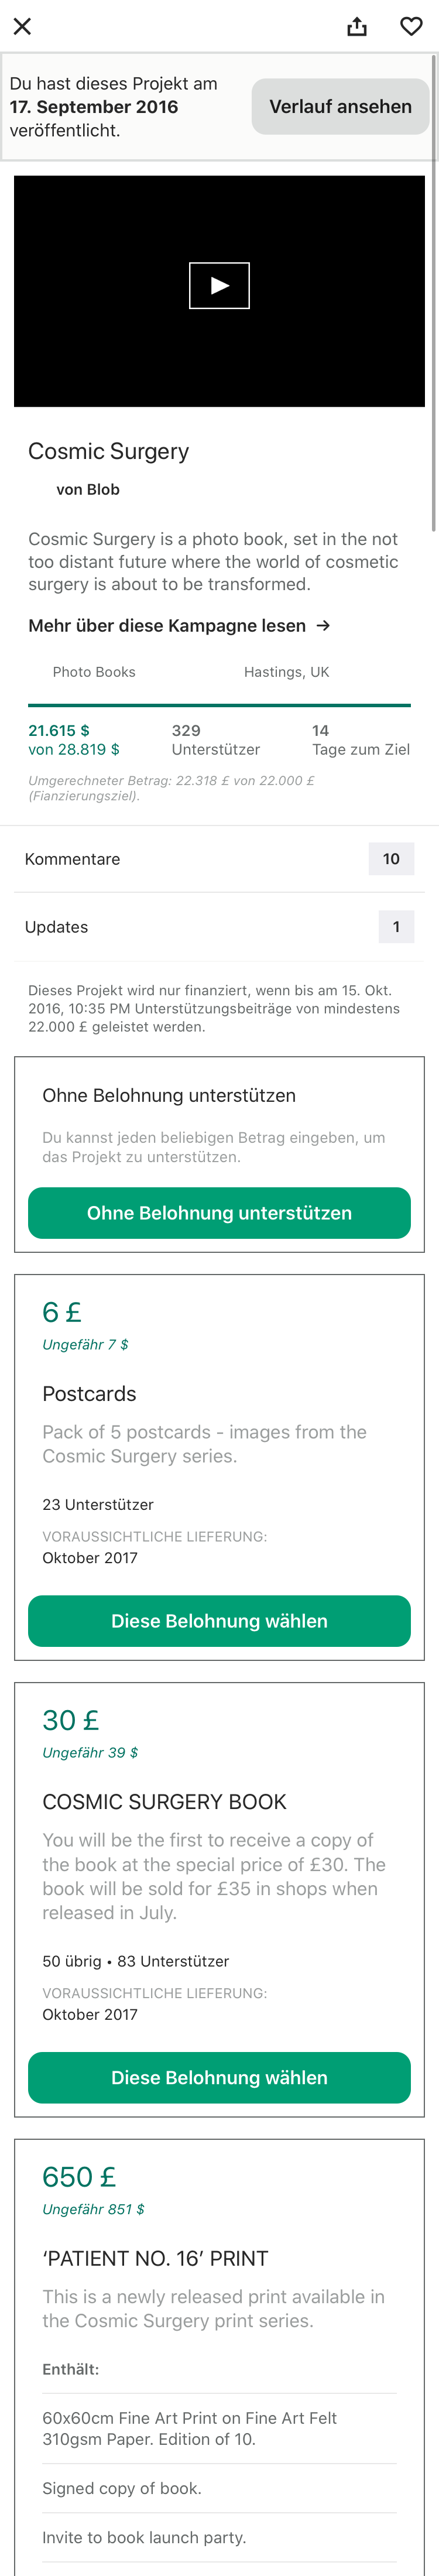 Du hast dieses Projekt am
17. September 2016
veröffentlicht.
Verlauf ansehen
Cosmic Surgery
von Blob
Cosmic Surgery is a photo book, set in the not
too distant future where the world of cosmetic
surgery is about to be transformed.
Mehr über diese Kampagne lesen →
Photo Books
Hastings, UK
21.615 $
von 28.819 $
329
Unterstützer
14
Tage zum Ziel
Umgerechneter Betrag: 22.318 £ von 22.000 £
(Fianzierungsziel).
Kommentare
10
Updates
1
Dieses Projekt wird nur finanziert, wenn bis am 15. Okt.
2016, 10:35 PM Unterstützungsbeiträge von mindestens
22.000 £ geleistet werden.
Ohne Belohnung unterstützen
Du kannst jeden beliebigen Betrag eingeben, um
das Projekt zu unterstützen.
Ohne Belohnung unterstützen
6 £
Ungefähr 7 $
Postcards
Pack of 5 postcards - images from the
Cosmic Surgery series.
23 Unterstützer
VORAUSSICHTLICHE LIEFERUNG:
Oktober 2017
Diese Belohnung wählen
30 £
Ungefähr 39 $
COSMIC SURGERY BOOK
You will be the first to receive a copy of
the book at the special price of £30. The
book will be sold for £35 in shops when
released in July.
50 übrig • 83 Unterstützer
VORAUSSICHTLICHE LIEFERUNG:
Oktober 2017
Diese Belohnung wählen
650 £
Ungefähr 851 $
‘PATIENT NO. 16’ PRINT
This is a newly released print available in
the Cosmic Surgery print series.
Enthält:
60x60cm Fine Art Print on Fine Art Felt
310gsm Paper. Edition of 10.
Signed copy of book.
Invite to book launch party.